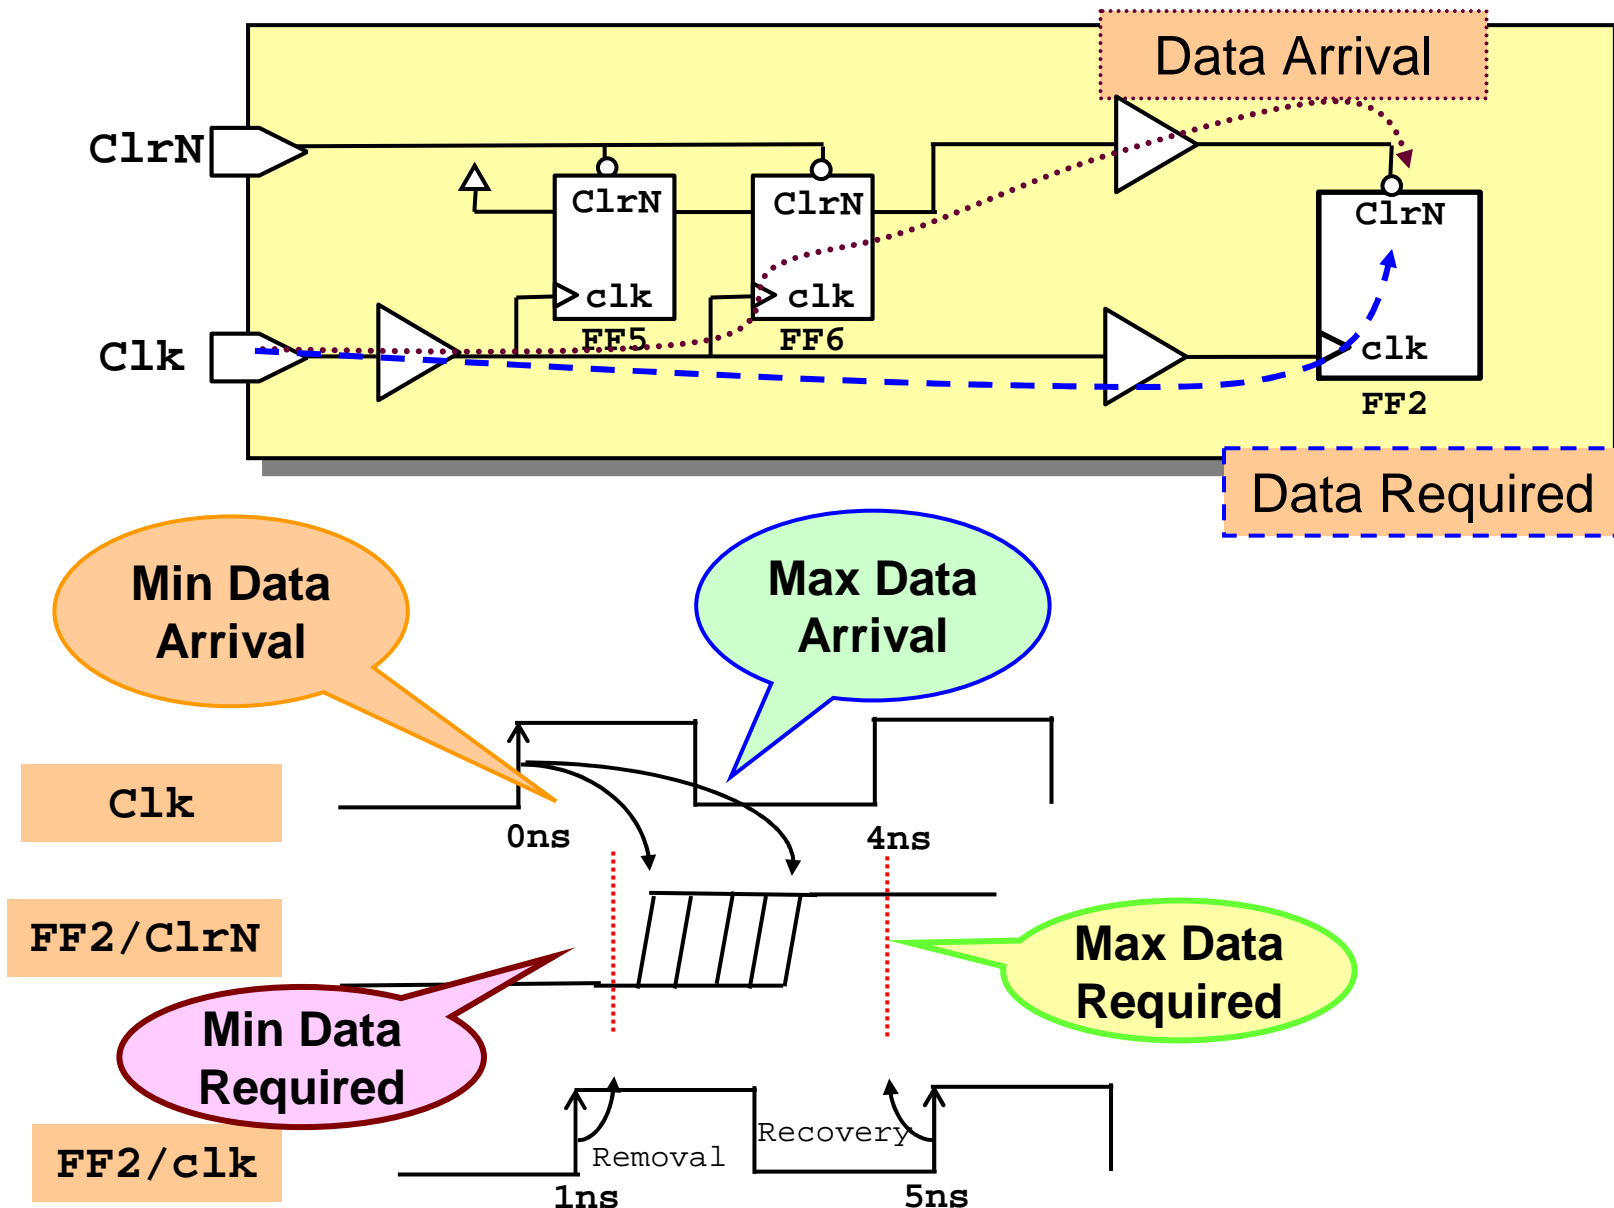 Data Arrival
ClrN
ClrN
ClrN
ClrN
clk
clk
FF5
FF6
Clk
clk
FF2
Data Required
Min Data
Arrival
Max Data
Arrival
Clk
0ns
4ns
FF2/ClrN
Max Data
Required
Min Data
Required
Recovery
Removal
FF2/clk
1ns
5ns